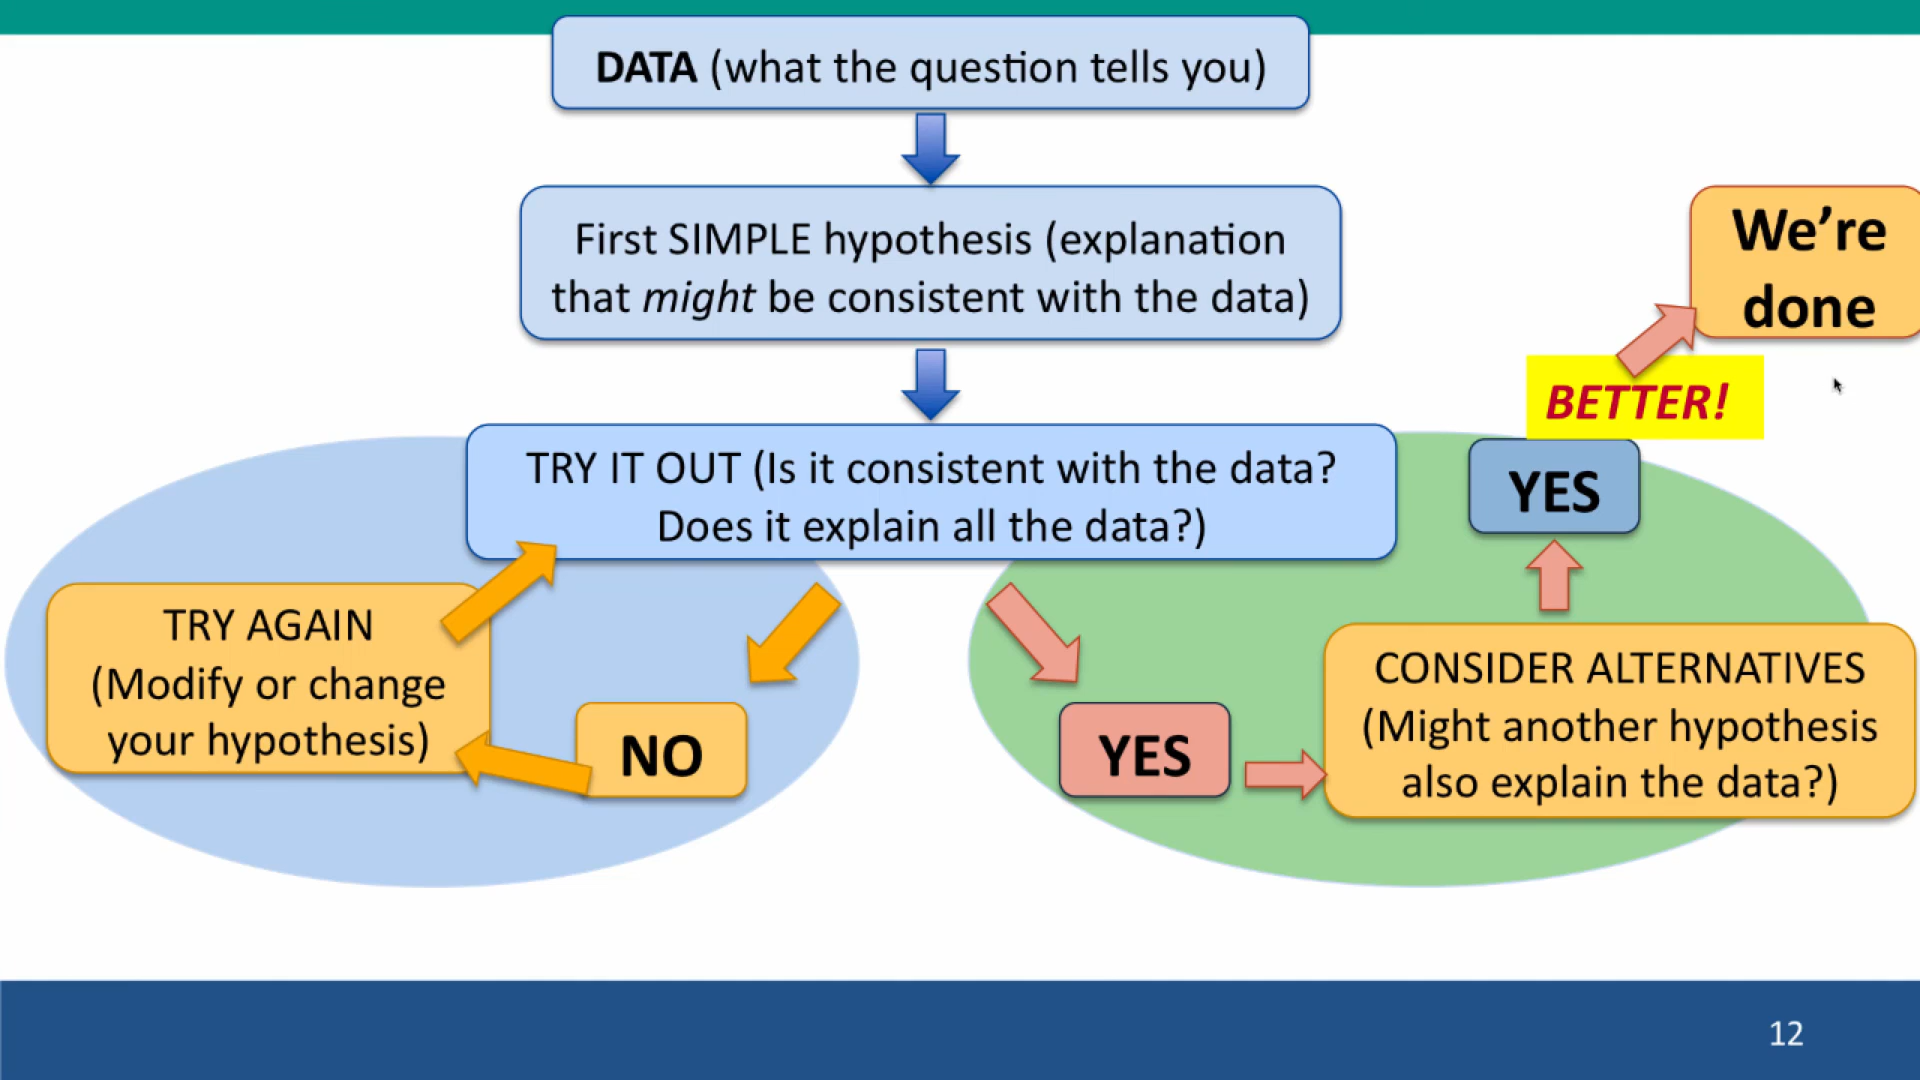 DATA (what the question tells you)
First SIMPLE hypothesis (explanation
that might be consistent with the data)
We're
done
BETTER!
TRY IT OUT (Is it consistent with the data?
Does it explain all the data?)
YES
TRY AGAIN
(Modify or change
your hypothesis)
NO
YES
CONSIDER ALTERNATIVES
(Might another hypothesis
also explain the data?)
12